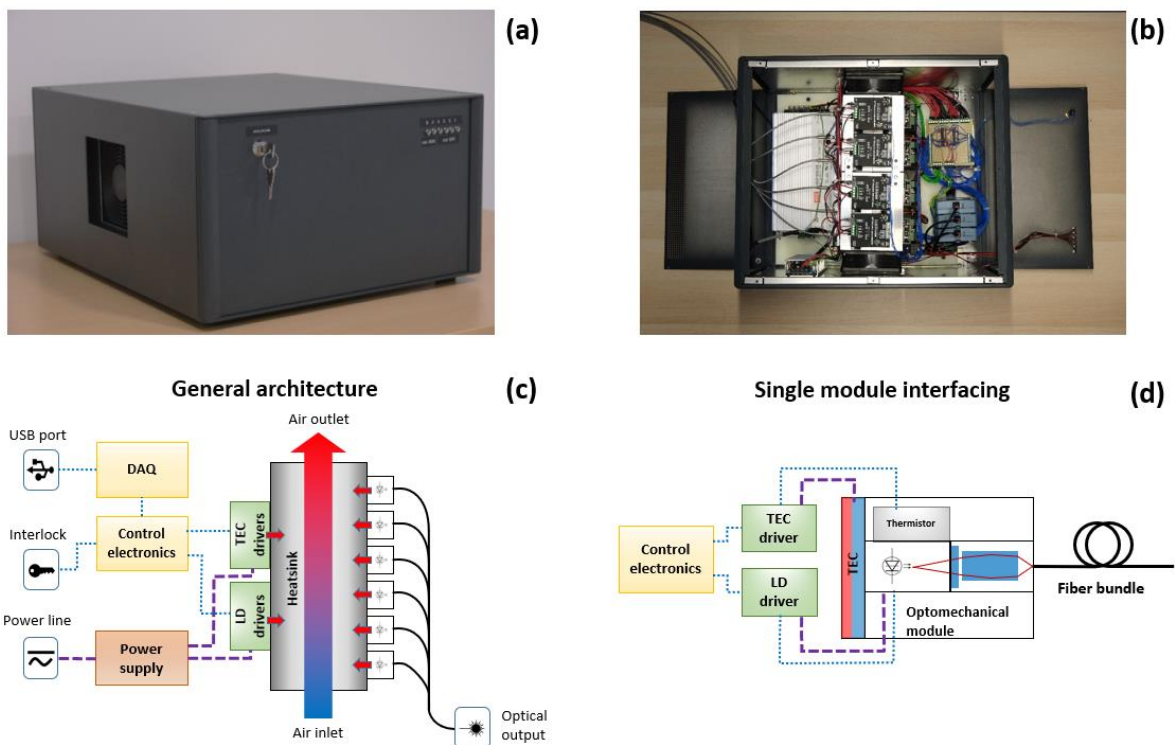 (a)
(b)
General architecture
(c)
Air outlet
USB port
DAQ
Interlock
Control
electronics
TEC
drivers
Heatsink
LD
drivers
Power line
Power
supply
Air inlet
Optical
output
Single module interfacing
(d)
Control
electronics
TEC
driver
LD
driver
TEC
Thermistor
Optomechanical
module
Fiber bundle